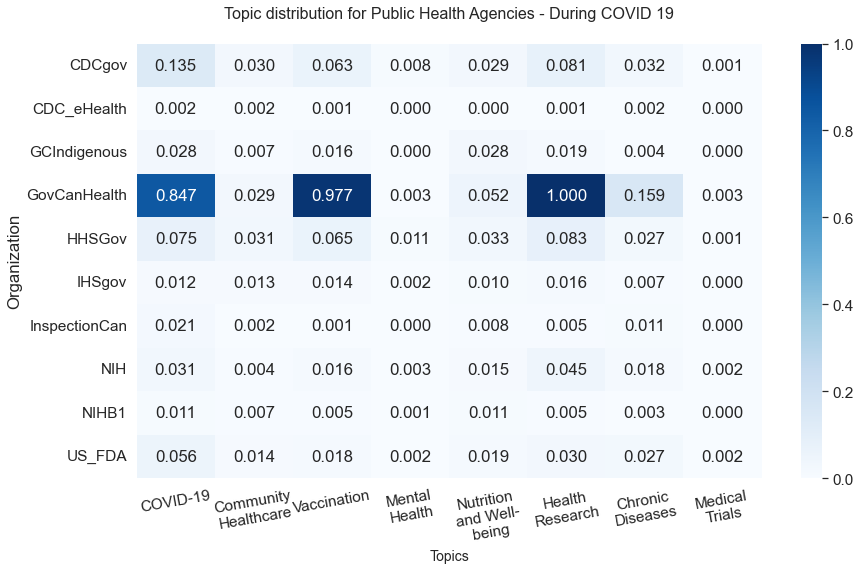 Topic distribution for Public Health Agencies - During COVID 19
Organization
CDCgov 0.135 0.030 0.063 0.008 0.029 0.081 0.032 0.001
CDC_eHealth 0.002 0.002 0.001 0.000 0.000 0.001 0.002 0.000
GCIndigenous 0.028 0.007 0.016 0.000 0.028 0.019 0.004 0.000
GovCanHealth 0.847 0.029 0.977 0.003 0.052 1.000 0.159 0.003
HHSGov 0.075 0.031 0.065 0.011 0.033 0.083 0.027 0.001
IHSgov 0.012 0.013 0.014 0.002 0.010 0.016 0.007 0.000
InspectionCan 0.021 0.002 0.001 0.000 0.008 0.005 0.011 0.000
NIH 0.031 0.004 0.016 0.003 0.015 0.045 0.018 0.002
NIHB1 0.011 0.007 0.005 0.001 0.011 0.005 0.003 0.000
US_FDA 0.056 0.014 0.018 0.002 0.019 0.030 0.027 0.002
COVID-19
Community
Healthcare
Vaccination
Mental
Health
Nutrition
and Well-
being
Health
Research
Chronic
Diseases
Medical
Trials
Topics
1.0
0.8
0.6
0.4
0.2
0.0